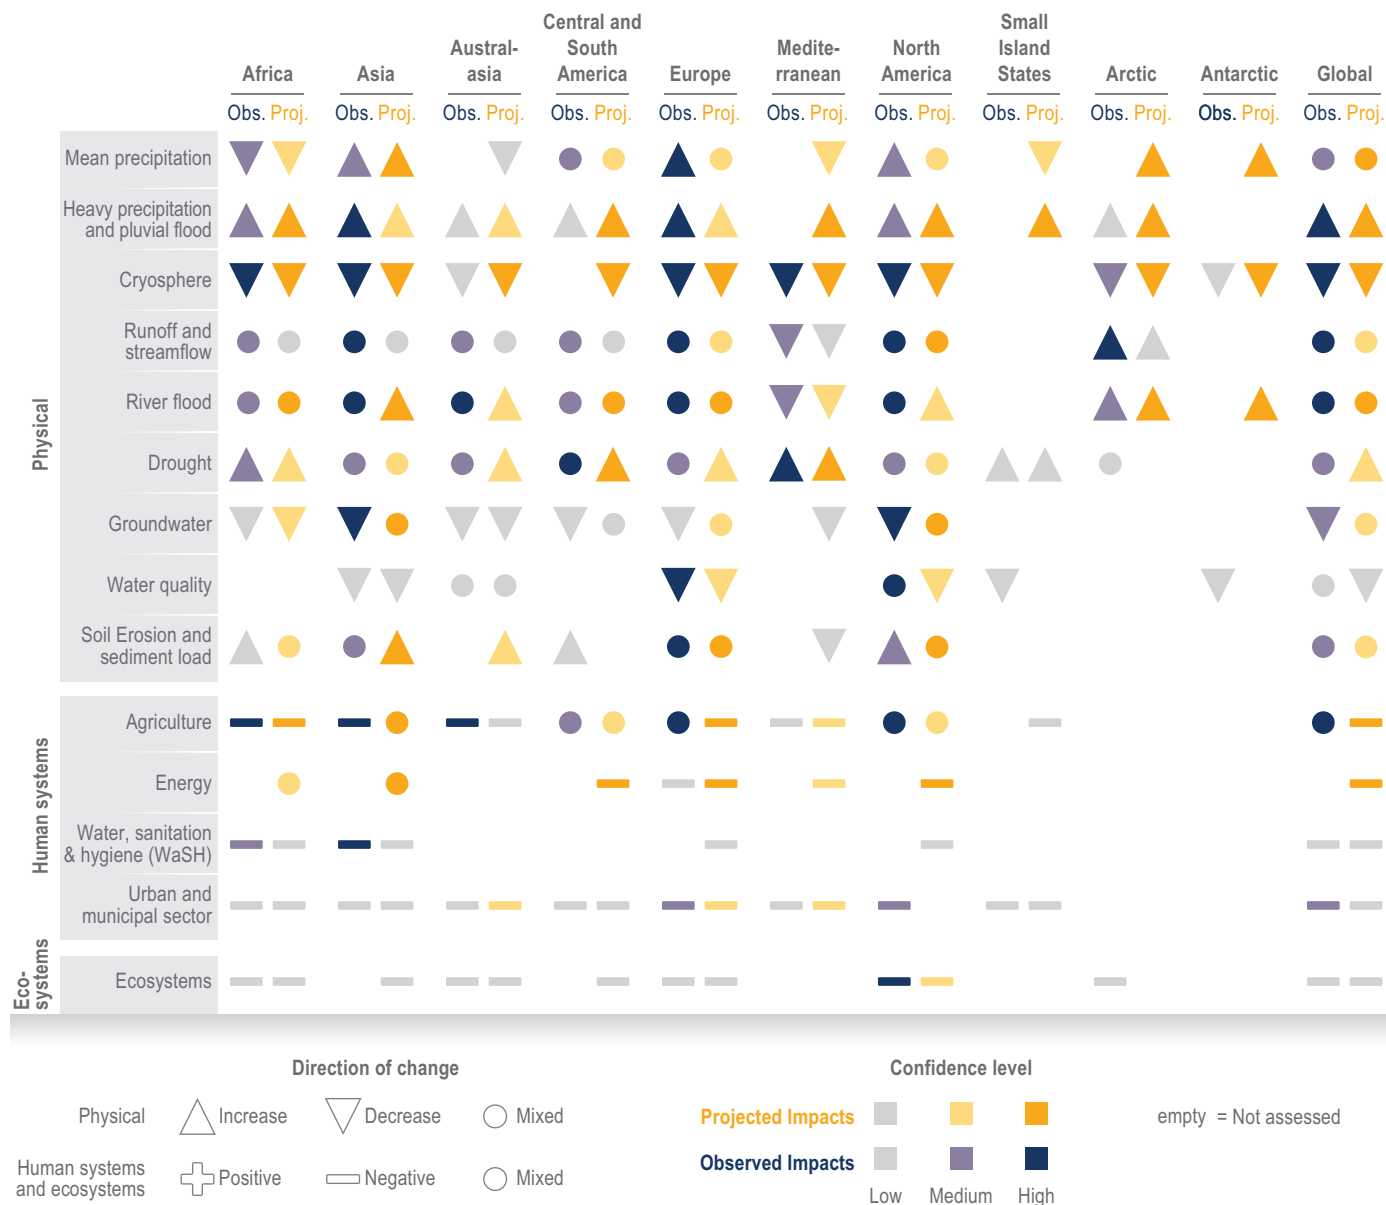 Africa
Asia
Austral-
asia
Central and
South
America
Europe
Medite-
rranean
North
America
Small
Island
States
Arctic
Antarctic
Global
Obs. Proj. Obs. Proj. Obs. Proj. Obs. Proj. Obs. Proj. Obs. Proj. Obs. Proj. Obs. Proj. Obs. Proj. Obs. Proj. Obs. Proj.
Physical
Mean precipitation
Heavy precipitation
and pluvial flood
Cryosphere
Runoff and
streamflow
River flood
Drought
Groundwater
Water quality
Soil Erosion and
sediment load
Human systems
Agriculture
Energy
Water, sanitation
& hygiene (WaSH)
Urban and
municipal sector
Eco-
systems
Ecosystems
Direction of change
Physical
Increase
Decrease
Mixed
Human systems
and ecosystems
Positive
Negative
Mixed
Confidence level
Projected Impacts
Observed Impacts
Low Medium High
empty = Not assessed